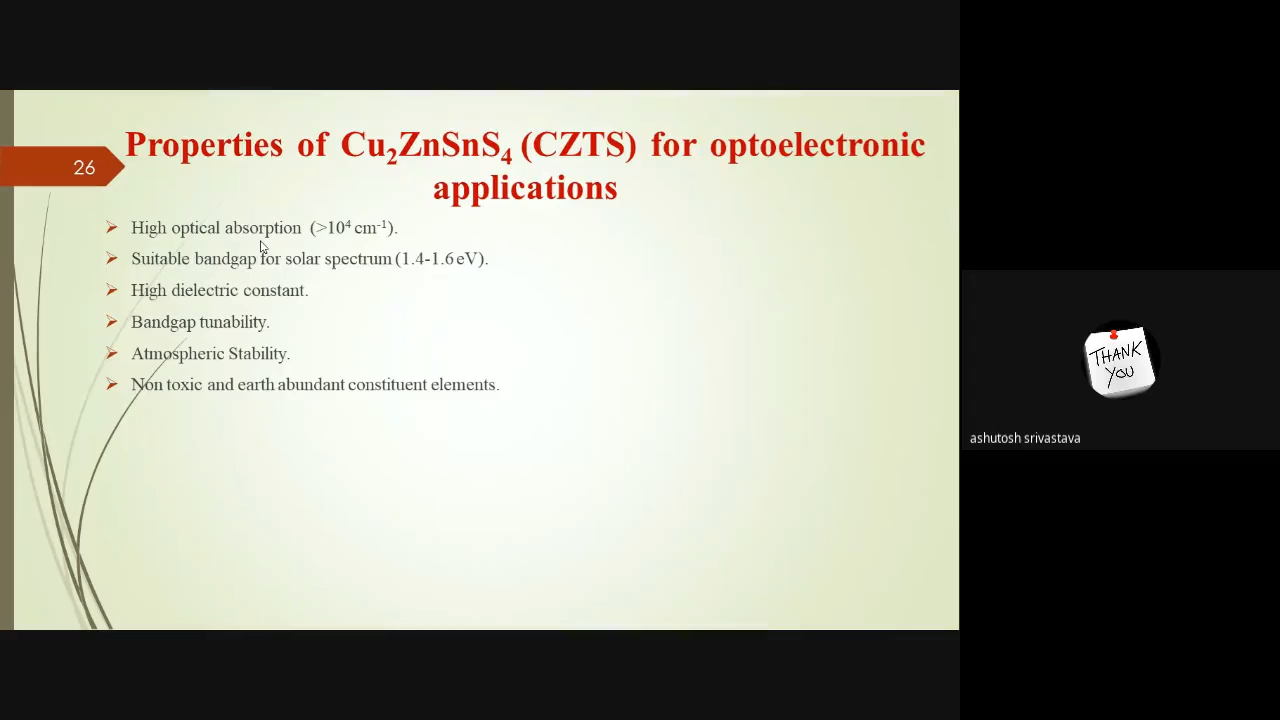 26
Properties of Cu₂ZnSnS₄ (CZTS) for optoelectronic
applications
High optical absorption (>10⁴ cm⁻¹).
Suitable bandgap for solar spectrum (1.4-1.6 eV).
High dielectric constant.
Bandgap tunability.
Atmospheric Stability.
Non toxic and earth abundant constituent elements.
THANK
YOU
ashutosh srivastava